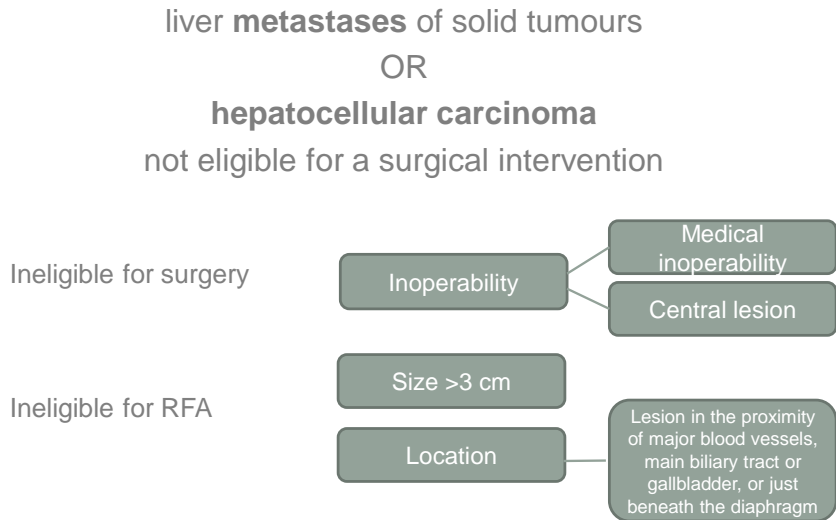 liver metastases of solid tumours
OR
hepatocellular carcinoma
not eligible for a surgical intervention
Ineligible for surgery
Inoperability
Medical
inoperability
Central lesion
Ineligible for RFA
Size >3 cm
Location
Lesion in the proximity
of major blood vessels,
main biliary tract or
gallbladder, or just
beneath the diaphragm